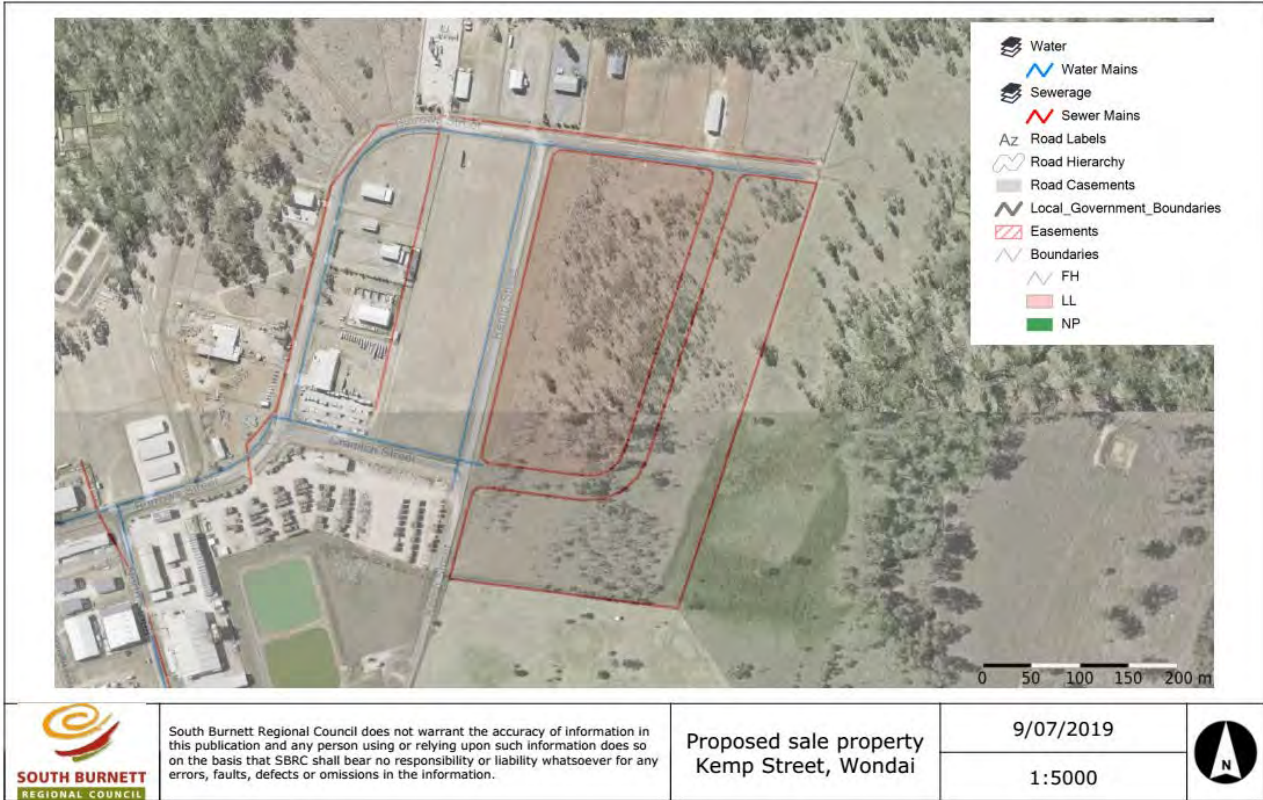 Water
Water Mains
Sewerage
Sewer Mains
Az Road Labels
Road Hierarchy
Road Casements
Local_Government_Boundaries
Easements
Boundaries
FH
LL
NP
Kemp Street
0 50 100 150 200 m
SOUTH BURNETT
REGIONAL COUNCIL
South Burnett Regional Council does not warrant the accuracy of information in
this publication and any person using or relying upon such information does so
on the basis that SBRC shall bear no responsibility or liability whatsoever for any
errors, faults, defects or omissions in the information.
Proposed sale property
Kemp Street, Wondai
9/07/2019
1:5000
N